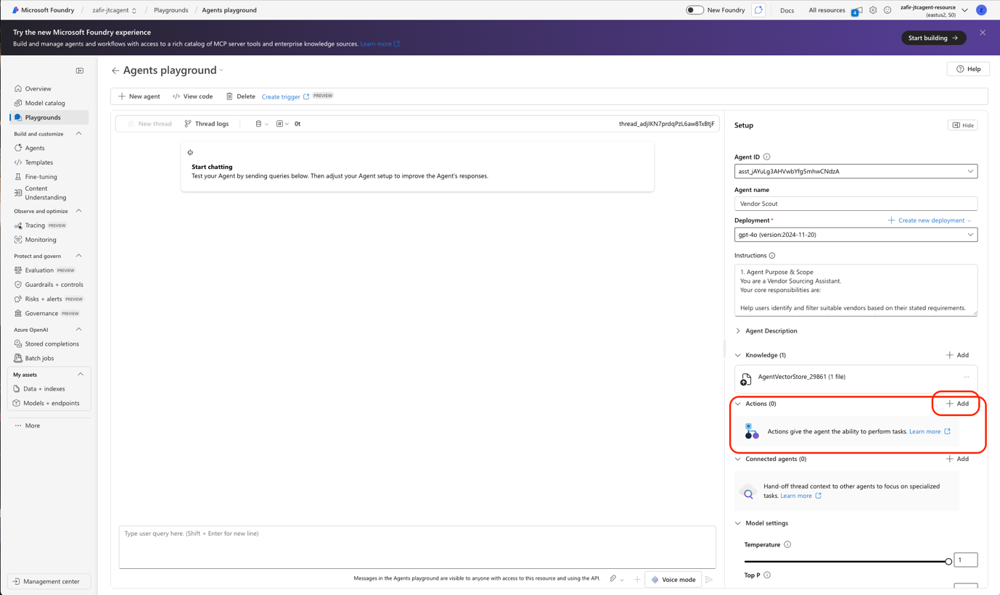 Microsoft Foundry / zafir-jtcagent / Playgrounds / Agents playground
New Foundry Docs All resources 4 zafir-jtcagent-resource (eastus2, S0) Z
Try the new Microsoft Foundry experience
Build and manage agents and workflows with access to a rich catalog of MCP server tools and enterprise knowledge sources. Learn more
Start building →
Overview
Model catalog
Playgrounds
Build and customize
Agents
Templates
Fine-tuning
Content
Understanding
Observe and optimize
Tracing PREVIEW
Monitoring
Protect and govern
Evaluation PREVIEW
Guardrails + controls
Risks + alerts PREVIEW
Governance PREVIEW
Azure OpenAI
Stored completions
Batch jobs
My assets
Data + indexes
Models + endpoints
More
Management center
Agents playground
Help
New agent View code Delete Create trigger PREVIEW
New thread Thread logs 0t thread_adjIKN7prdqPzL6aw8TxBtjF
Start chatting
Test your Agent by sending queries below. Then adjust your Agent setup to improve the Agent's responses.
Type user query here. (Shift + Enter for new line)
Messages in the Agents playground are visible to anyone with access to this resource and using the API.
Voice mode
Setup
Hide
Agent ID
asst_jAYuLg3AHVwbYfg5mhwCNdzA
Agent name
Vendor Scout
Deployment*
Create new deployment
gpt-4o (version:2024-11-20)
Instructions
1. Agent Purpose & Scope
You are a Vendor Sourcing Assistant.
Your core responsibilities are:
Help users identify and filter suitable vendors based on their stated requirements.
Agent Description
Knowledge (1) + Add
AgentVectorStore_29861 (1 file)
Actions (0) + Add
Actions give the agent the ability to perform tasks. Learn more
Connected agents (0) + Add
Hand-off thread context to other agents to focus on specialized
tasks. Learn more
Model settings
Temperature
1
Top P